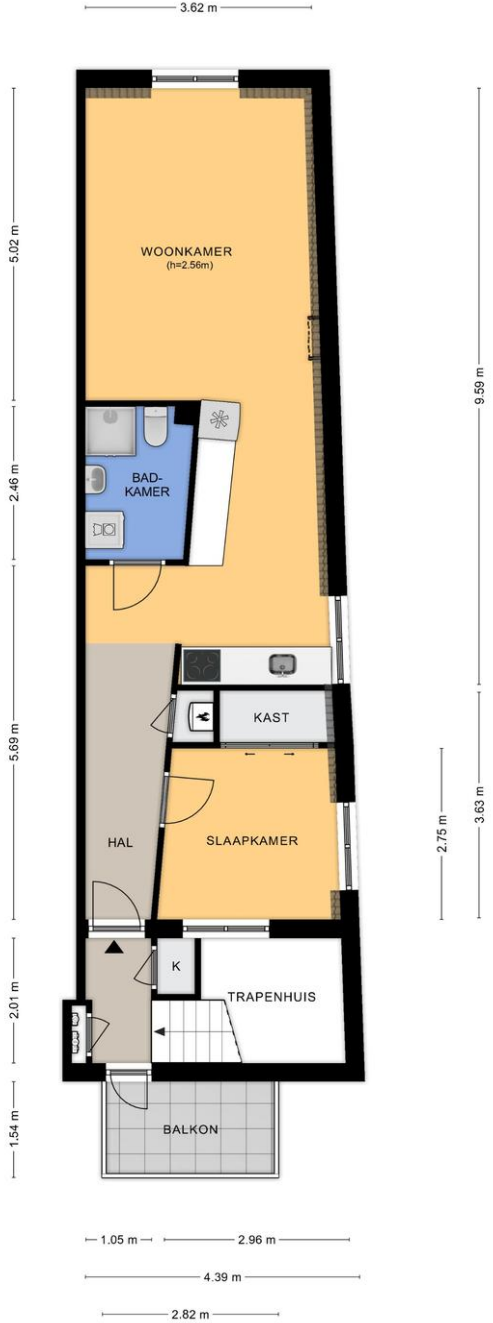 3.62 m
5.02 m
WOONKAMER
(h=2.56m)
9.59 m
2.46 m
BAD-
KAMER
5.69 m
KAST
3.63 m
2.75 m
HAL
SLAAPKAMER
K
TRAPENHUIS
2.01 m
1.54 m
BALKON
1.05 m
2.96 m
4.39 m
2.82 m